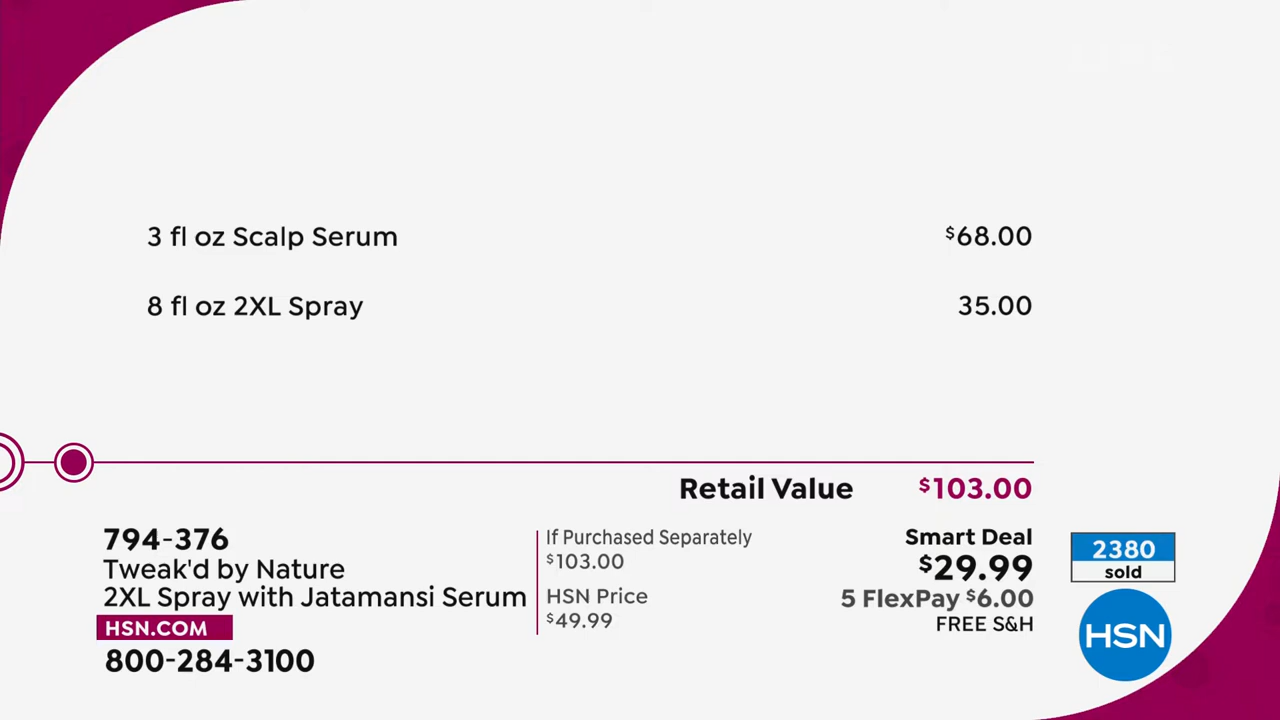 3 fl oz Scalp Serum $68.00
8 fl oz 2XL Spray 35.00
Retail Value $103.00
794-376
Tweak'd by Nature
2XL Spray with Jatamansi Serum
HSN.COM
800-284-3100
If Purchased Separately
$103.00
HSN Price
$49.99
Smart Deal
$29.99
5 FlexPay $6.00
FREE S&H
2380
sold
HSN